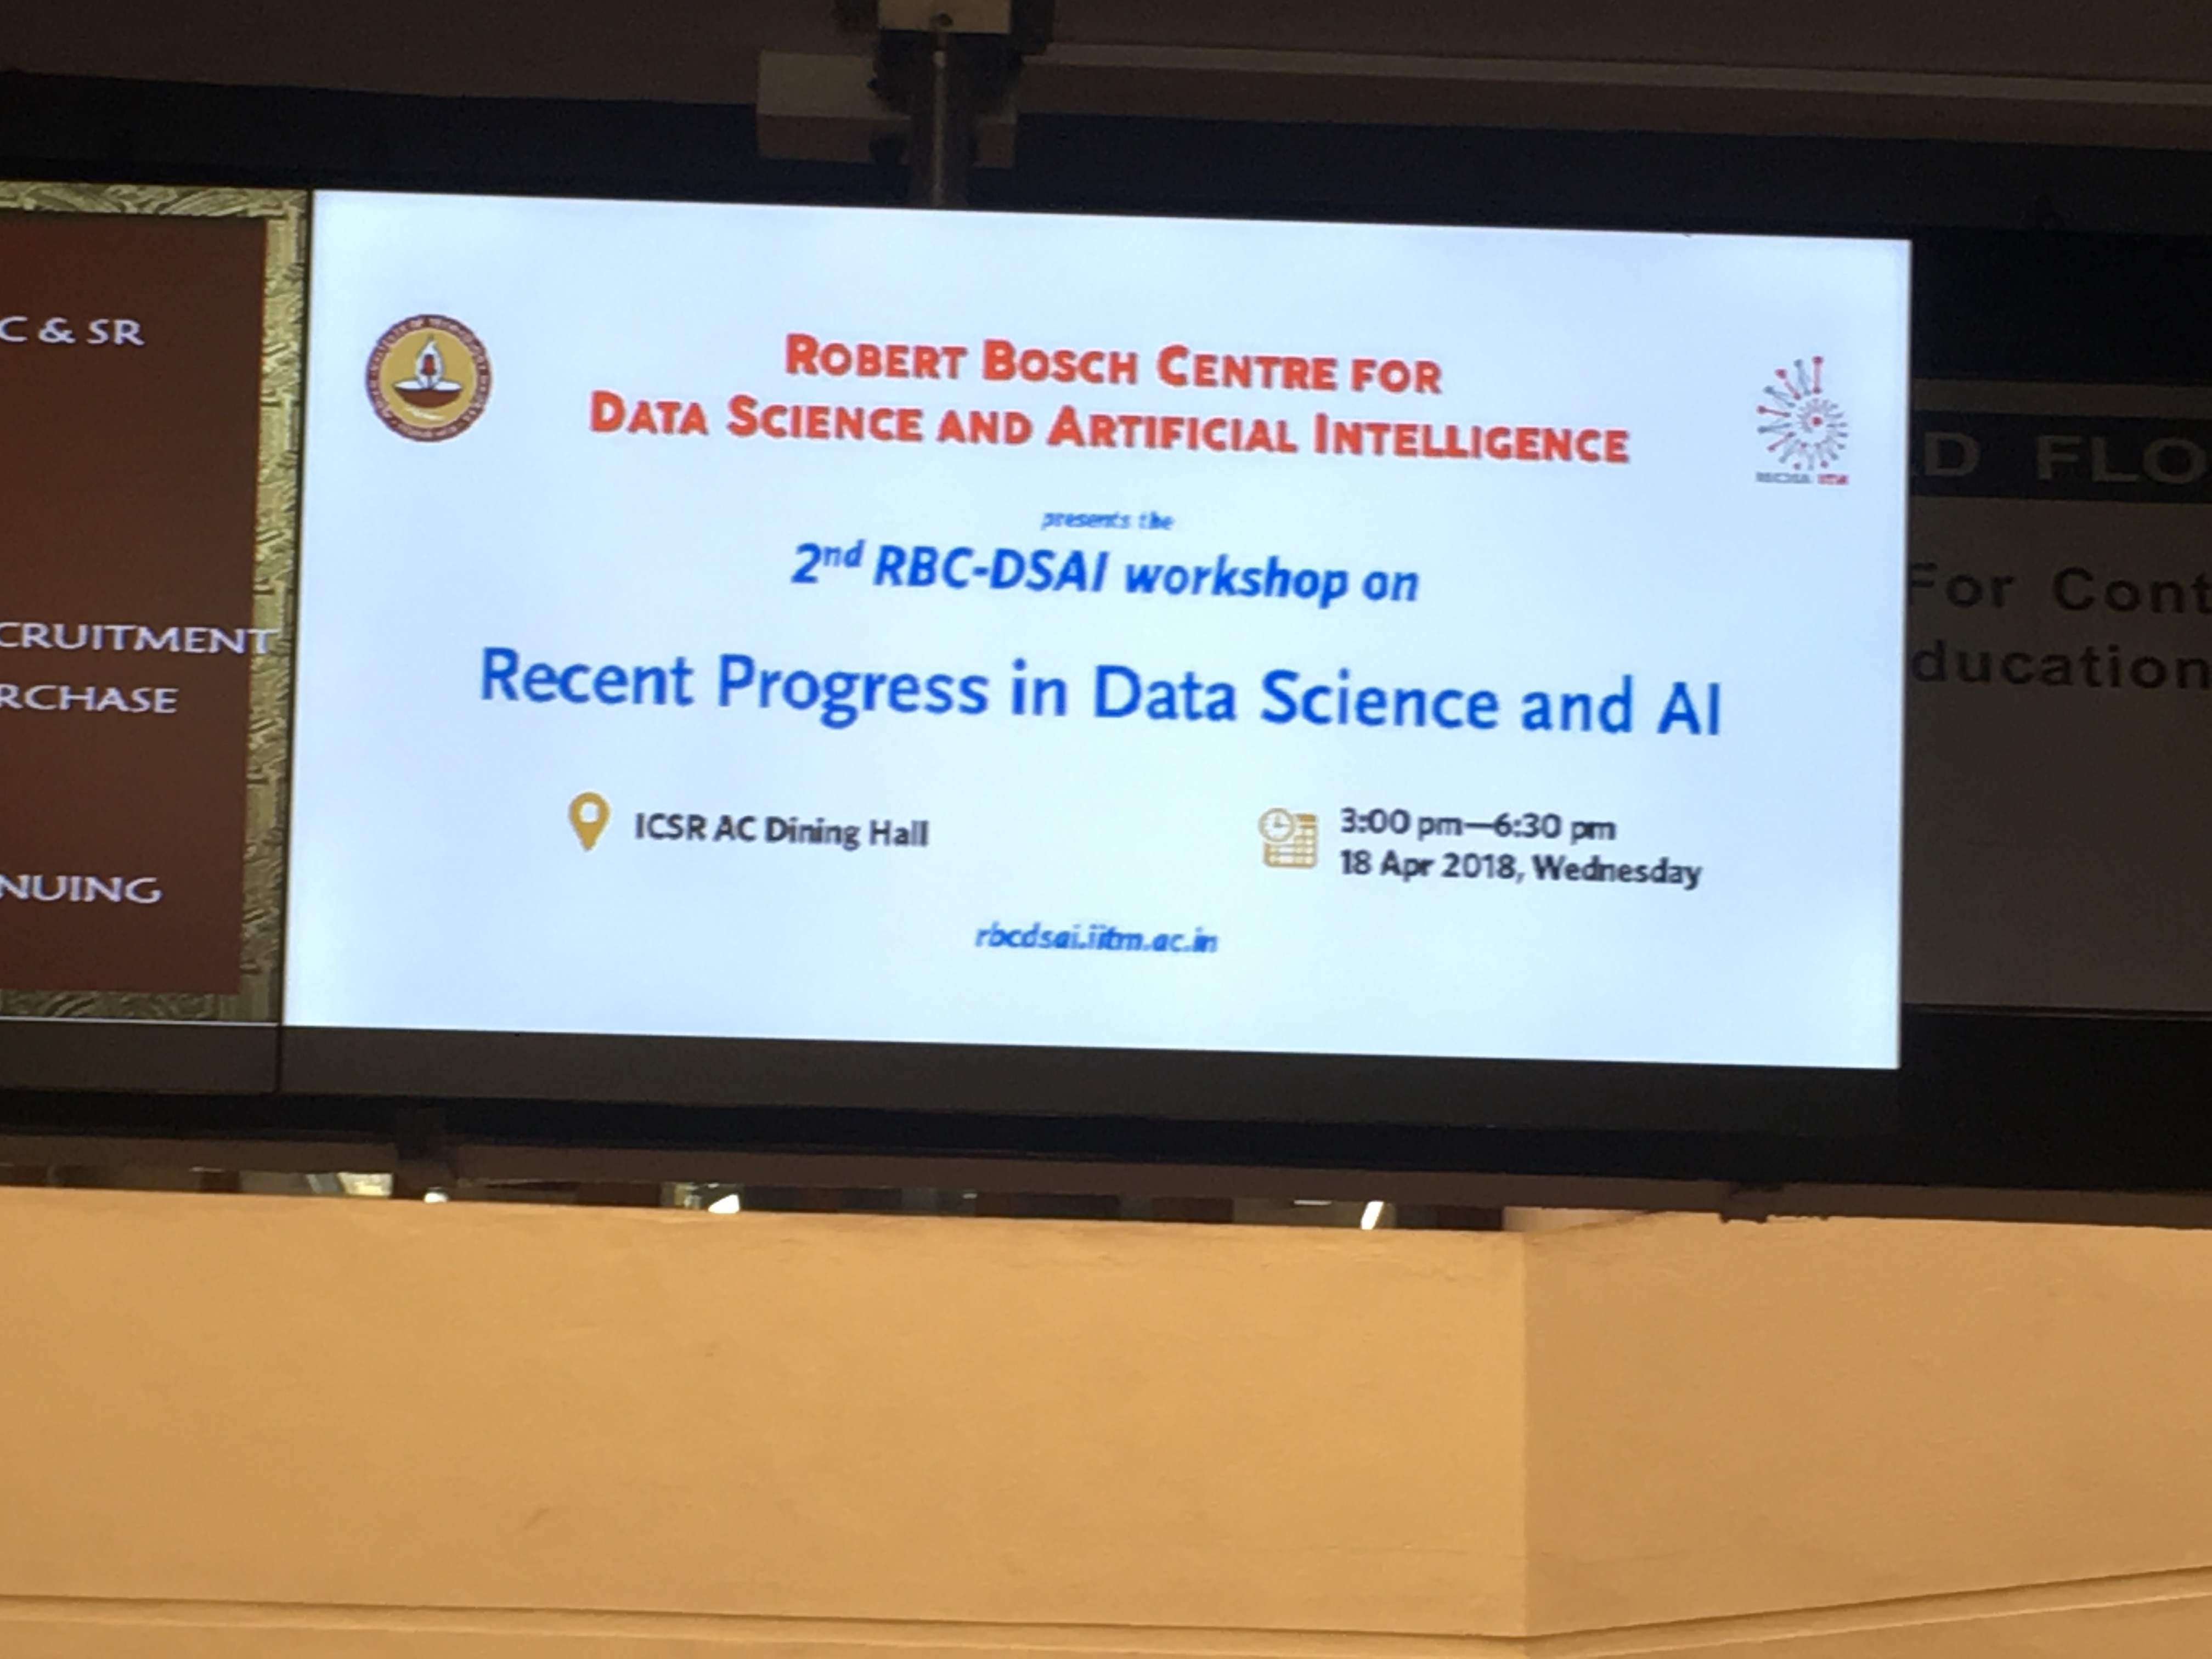 C & SR
CRUITMENT
RCHASE
NUING
ROBERT BOSCH CENTRE FOR
DATA SCIENCE AND ARTIFICIAL INTELLIGENCE
presents the
2nd RBC-DSAI workshop on
Recent Progress in Data Science and AI
ICSR AC Dining Hall
3:00 pm—6:30 pm
18 Apr 2018, Wednesday
rbcdsai.iitm.ac.in
D FLO
For Cont
ducation